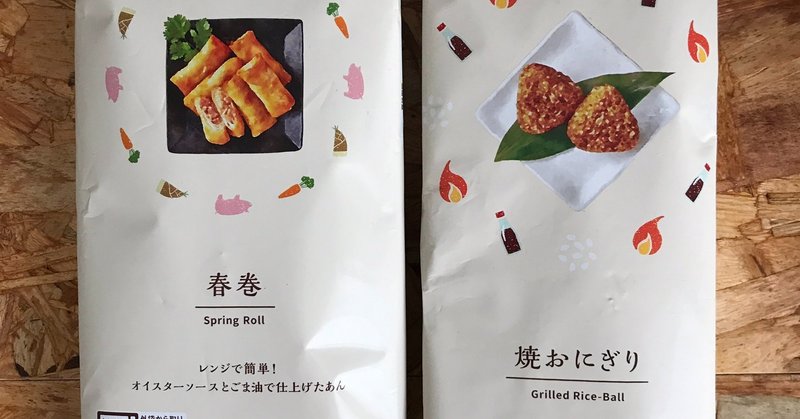 春巻
Spring Roll
レンジで簡単!
オイスターソースとごま油で仕上げたあん
焼おにぎり
Grilled Rice-Ball